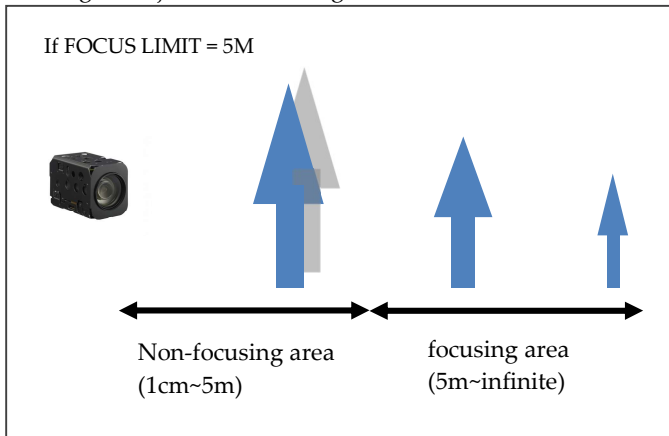 If FOCUS LIMIT = 5M
Non-focusing area
(1cm~5m)
focusing area
(5m~infinite)